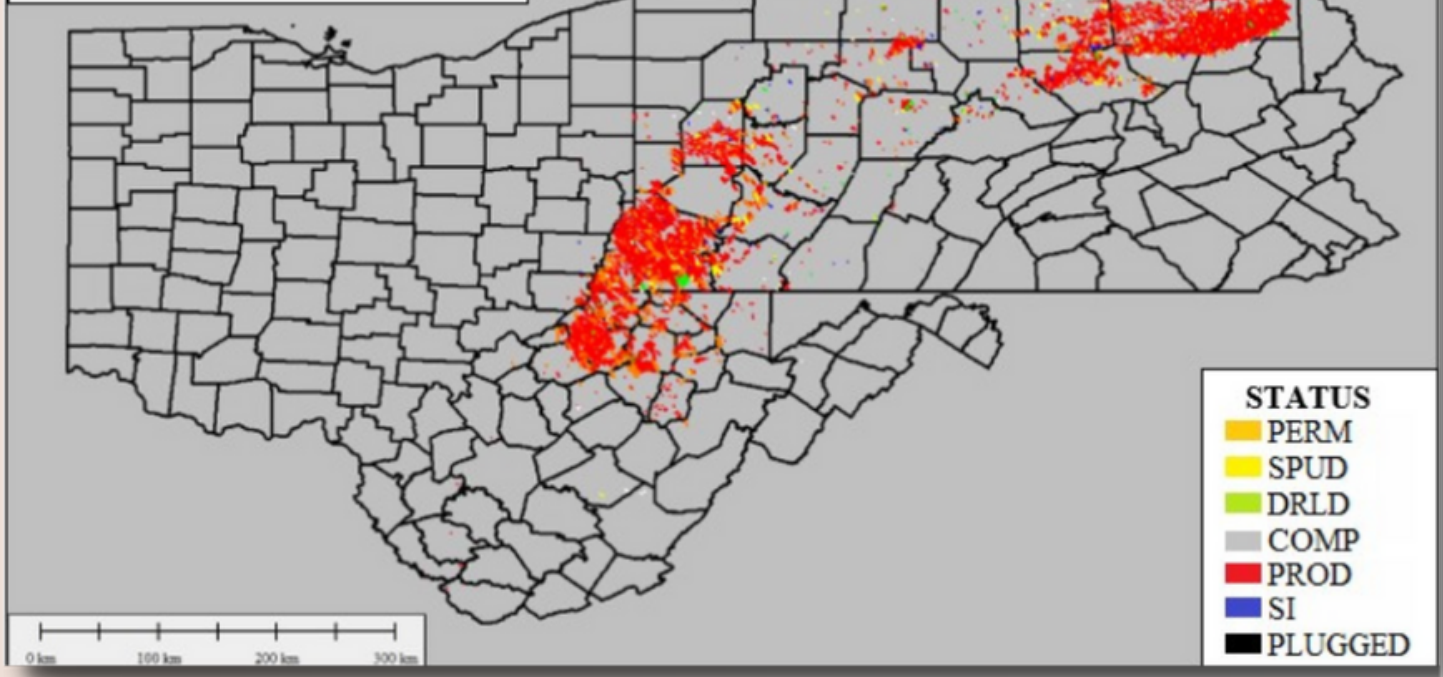 STATUS
PERM
SPUD
DRLD
COMP
PROD
SI
PLUGGED
0 km 100 km 200 km 300 km